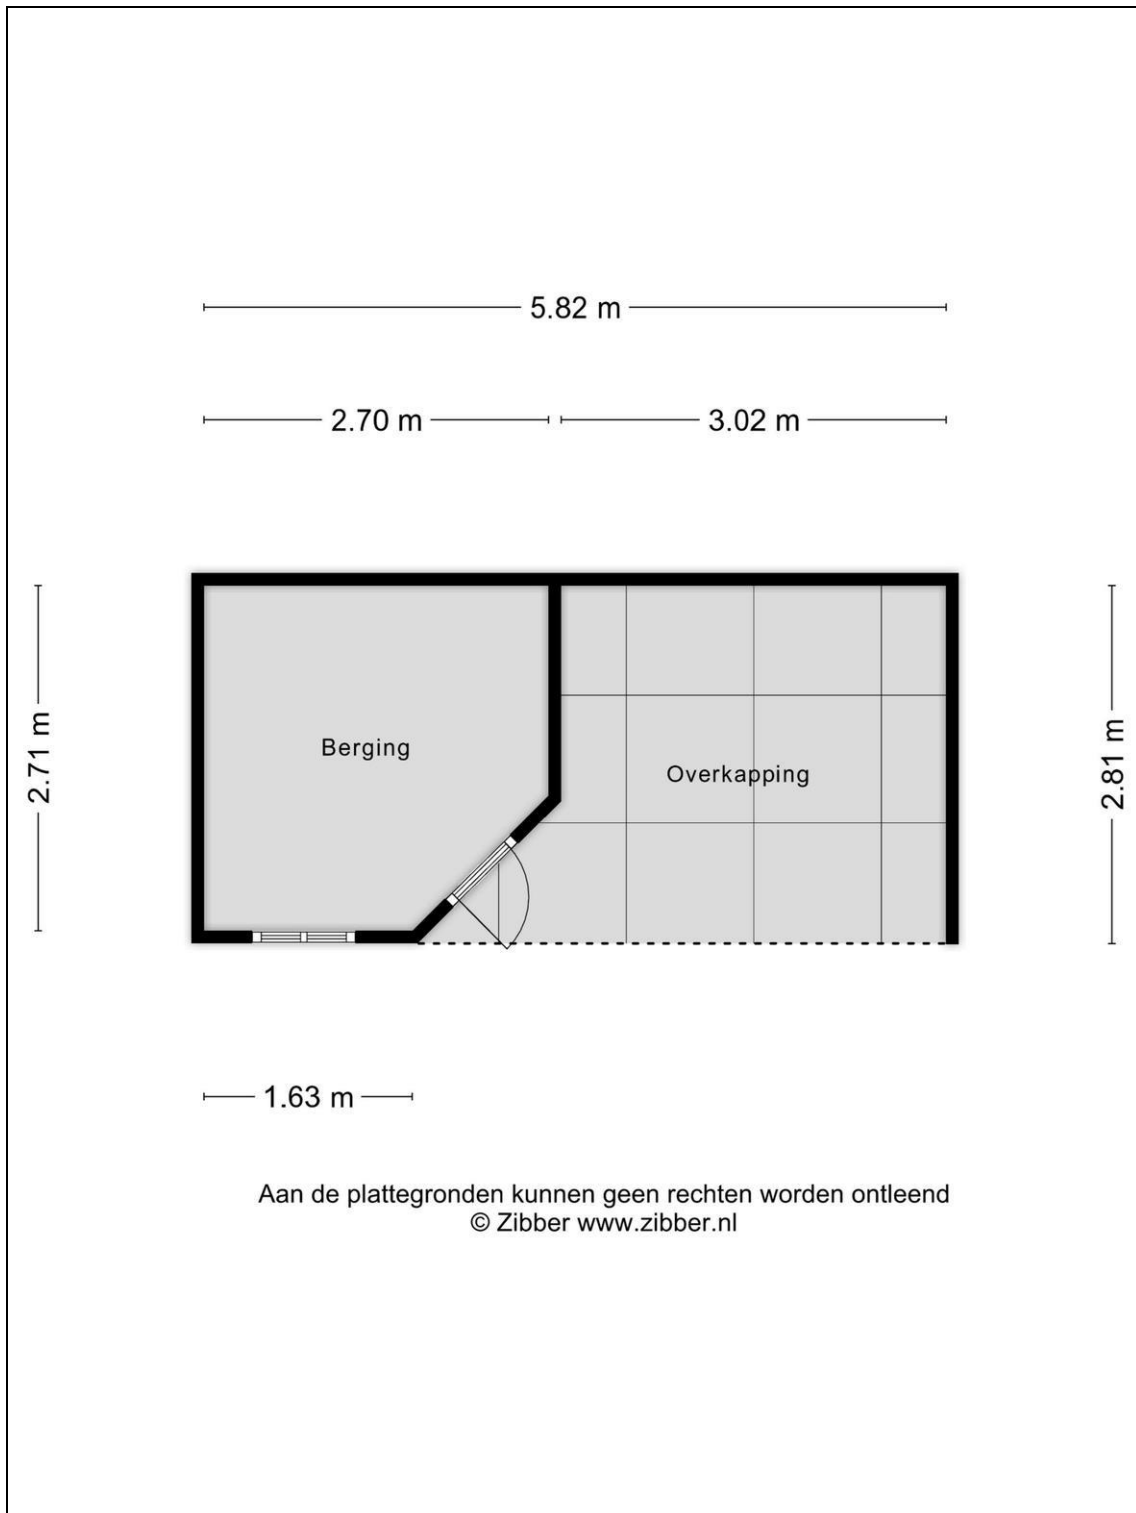 5.82 m
2.70 m
3.02 m
2.71 m
Berging
Overkapping
2.81 m
1.63 m
Aan de plattegronden kunnen geen rechten worden ontleend
© Zibber www.zibber.nl